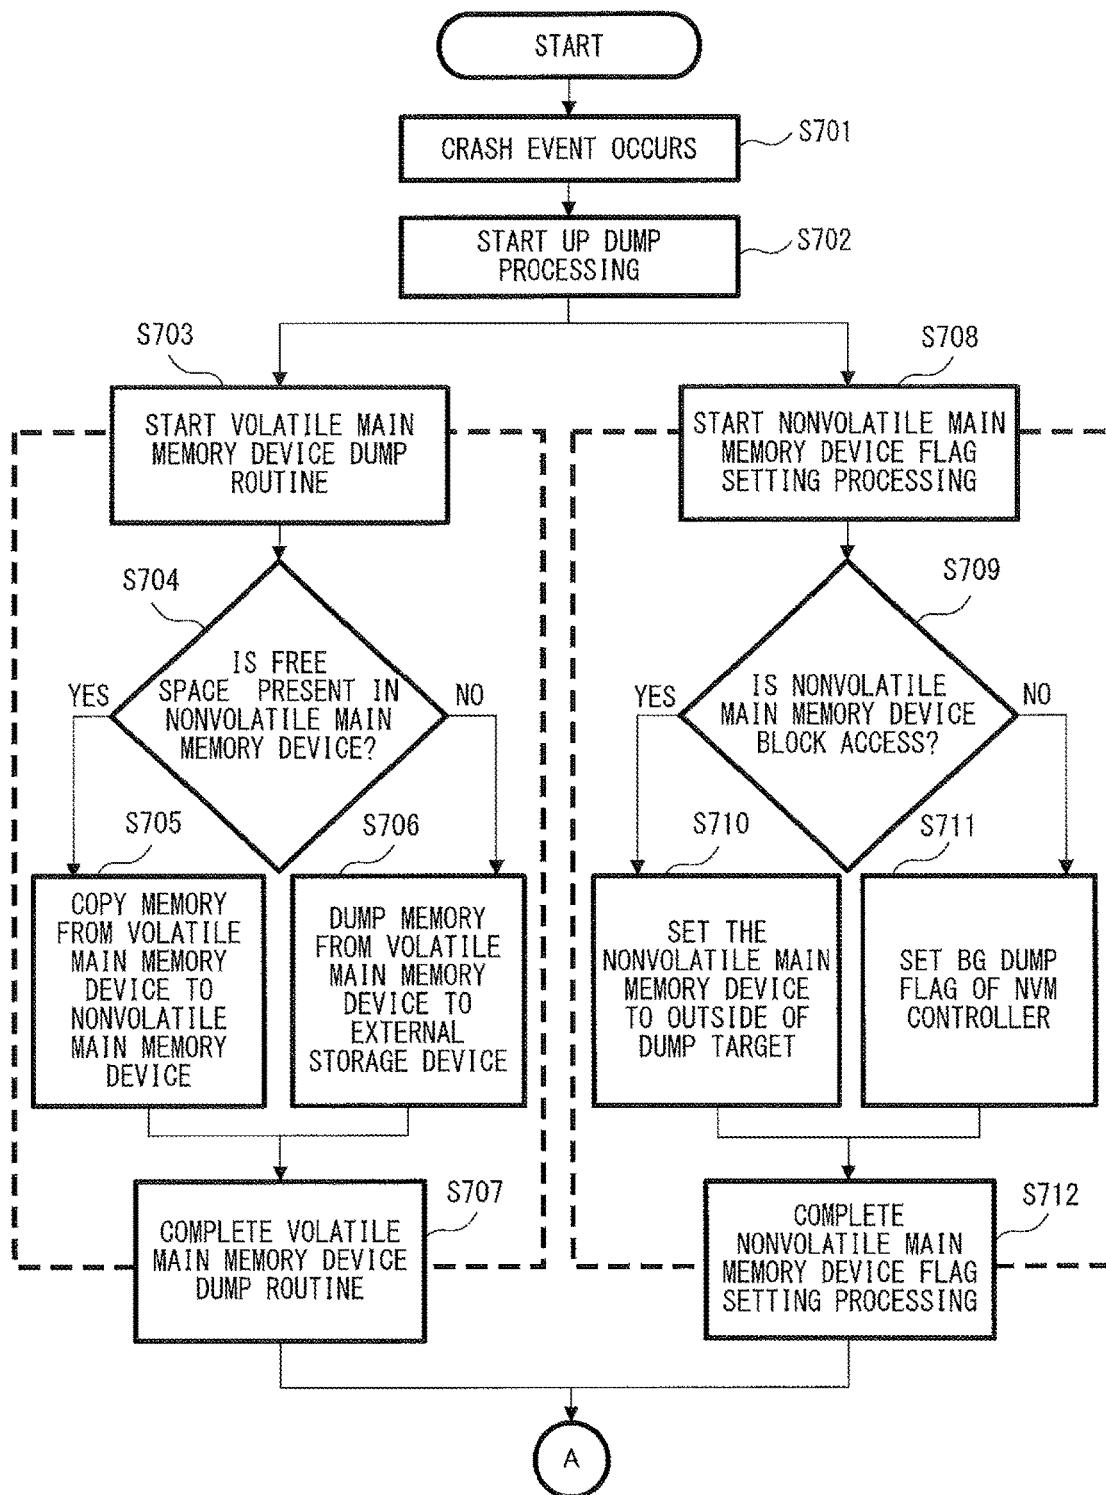 START
CRASH EVENT OCCURS
S701
START UP DUMP
PROCESSING
S702
S703
START VOLATILE MAIN
MEMORY DEVICE DUMP
ROUTINE
S704
IS FREE
SPACE PRESENT IN
NONVOLATILE MAIN
MEMORY DEVICE?
YES
NO
S705
COPY MEMORY
FROM VOLATILE
MAIN MEMORY
DEVICE TO
NONVOLATILE
MAIN MEMORY
DEVICE
S706
DUMP MEMORY
FROM VOLATILE
MAIN MEMORY
DEVICE TO
EXTERNAL
STORAGE DEVICE
S707
COMPLETE VOLATILE
MAIN MEMORY DEVICE
DUMP ROUTINE
S708
START NONVOLATILE MAIN
MEMORY DEVICE FLAG
SETTING PROCESSING
S709
IS NONVOLATILE
MAIN MEMORY DEVICE
BLOCK ACCESS?
YES
NO
S710
SET THE
NONVOLATILE MAIN
MEMORY DEVICE
TO OUTSIDE OF
DUMP TARGET
S711
SET BG DUMP
FLAG OF NVM
CONTROLLER
S712
COMPLETE
NONVOLATILE MAIN
MEMORY DEVICE FLAG
SETTING PROCESSING
A